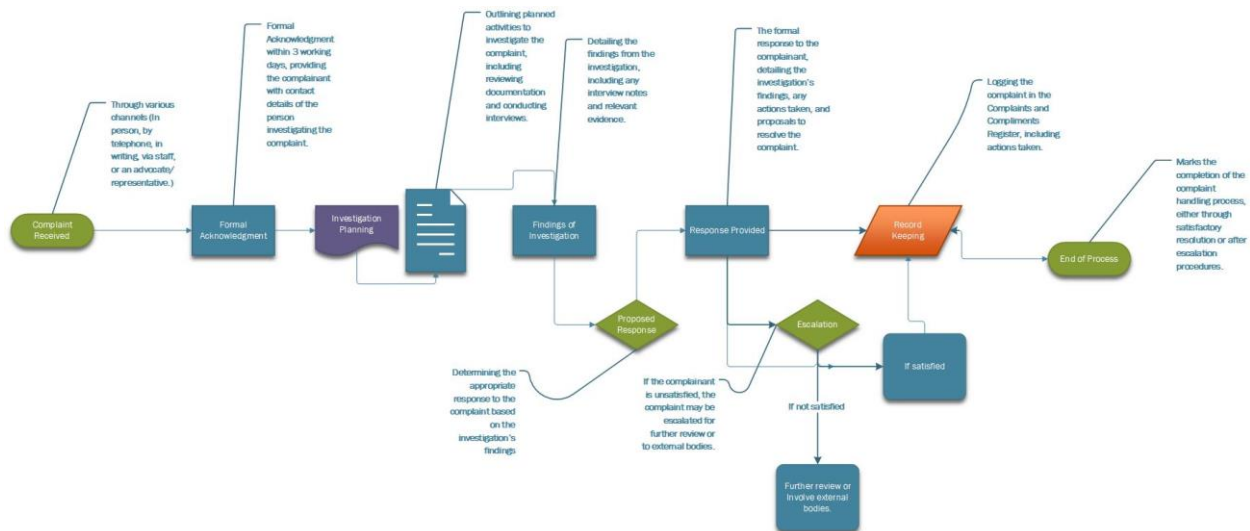 Through various
channels (In
person, by
telephone, in
writing, via staff,
or an advocate/
representative.)
Complaint
Received
Formal
Acknowledgment
within 3 working
days, providing
the complainant
with contact
details of the
person
investigating the
complaint.
Formal
Acknowledgment
Investigation
Planning
Outlining planned
activities to
investigate the
complaint,
including
reviewing
documentation
and conducting
interviews.
Detailing the
findings from the
investigation,
including any
interview notes
and relevant
evidence.
Findings of
Investigation
Proposed
Response
Determining the
appropriate
response to the
complaint based
on the
investigation's
findings
The formal
response to the
complainant,
detailing the
investigation's
findings, any
actions taken, and
proposals to
resolve the
complaint.
Response Provided
Escalation
If the complainant
is unsatisfied, the
complaint may be
escalated for
further review or
to external bodies.
If not satisfied
Further review or
Involve external
bodies.
If satisfied
Logging the
complaint in the
Complaints and
Compliments
Register, including
actions taken.
Record
Keeping
Marks the
completion of the
complaint
handling process,
either through
satisfactory
resolution or after
escalation
procedures.
End of Process